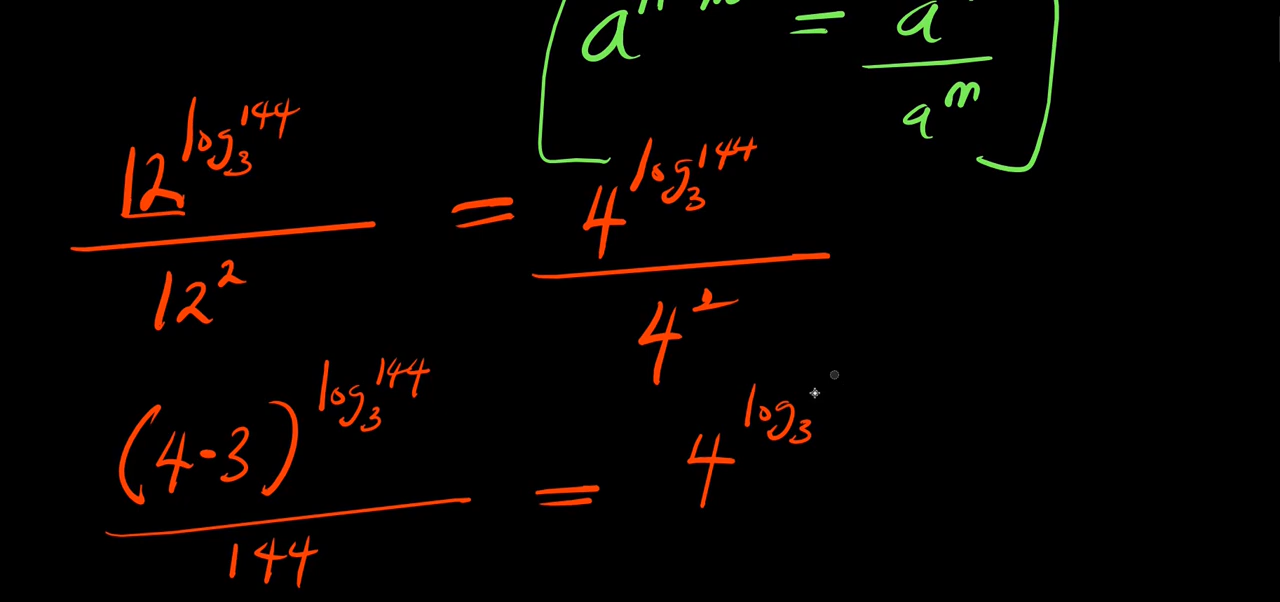 a^{n-m} = a^n / a^m
12^{log_3 144} / 12^2 = 4^{log_3 144} / 4^2
(4·3)^{log_3 144} / 144 = 4^{log_3}